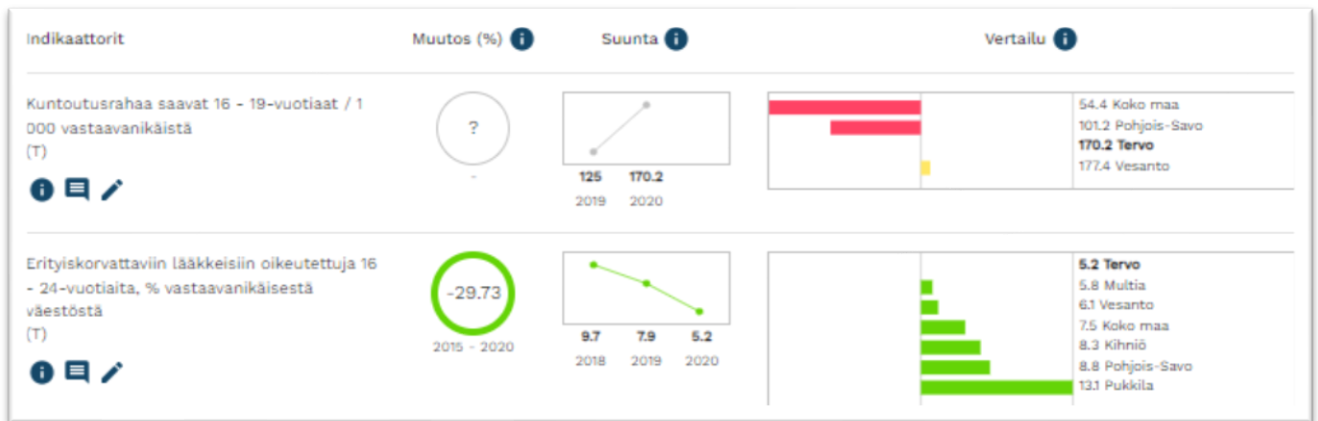 Indikaattorit Muutos (%) i Suunta i Vertailu i
Kuntoutusrahaa saavat 16 - 19-vuotiaat / 1
000 vastaavanikäistä
(T)
?
-
125 170.2
2019 2020
54.4 Koko maa
101.2 Pohjois-Savo
170.2 Tervo
177.4 Vesanto
Erityiskorvattaviin lääkkeisiin oikeutettuja 16
- 24-vuotiaita, % vastaavanikäisestä
väestöstä
(T)
-29.73
2015 - 2020
9.7 7.9 5.2
2018 2019 2020
5.2 Tervo
5.8 Multia
6.1 Vesanto
7.5 Koko maa
8.3 Kihniö
8.8 Pohjois-Savo
13.1 Pukkila